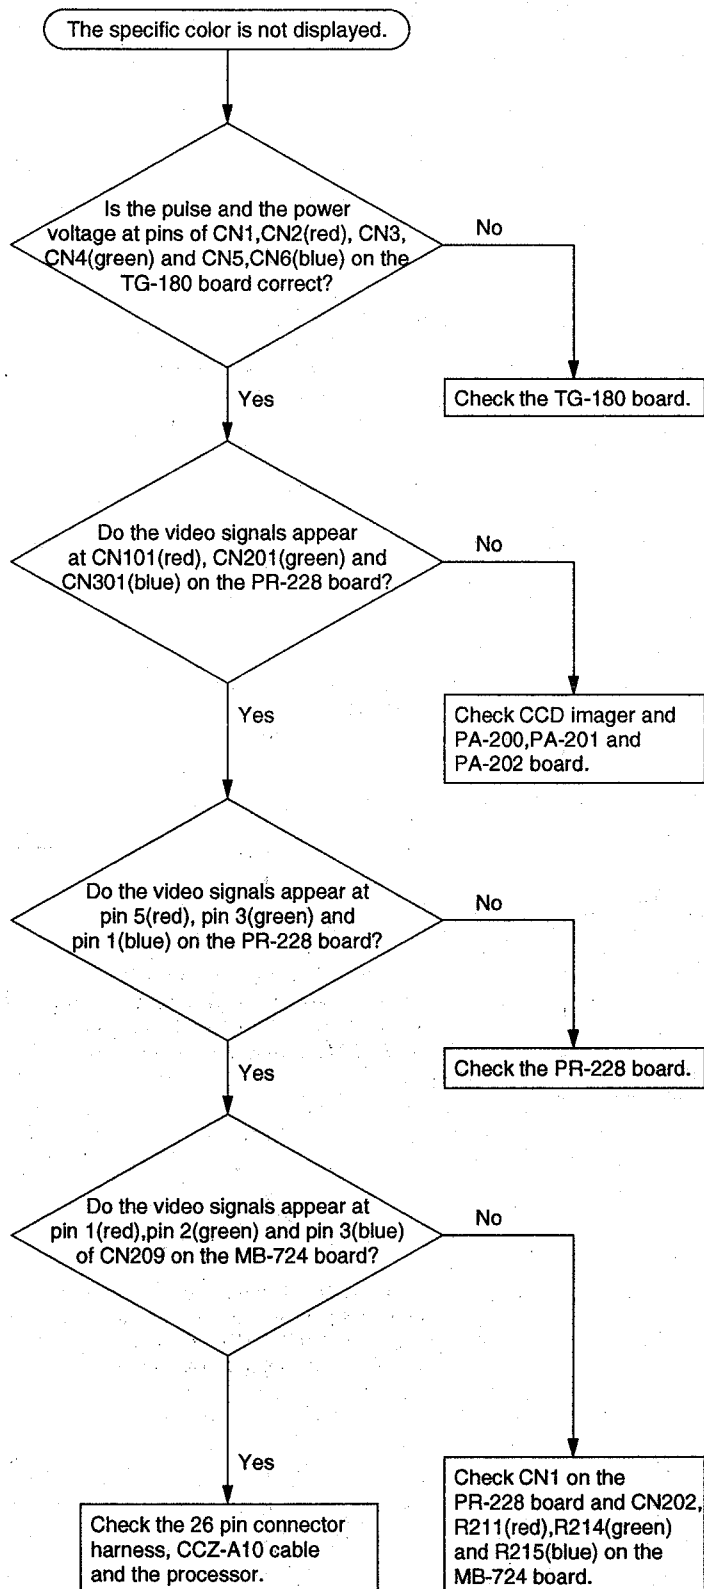 The specific color is not displayed.
Is the pulse and the power
voltage at pins of CN1,CN2(red), CN3,
CN4(green) and CN5,CN6(blue) on the
TG-180 board correct?
No
Check the TG-180 board.
Yes
Do the video signals appear
at CN101(red), CN201(green) and
CN301(blue) on the PR-228 board?
No
Check CCD imager and
PA-200,PA-201 and
PA-202 board.
Yes
Do the video signals appear at
pin 5(red), pin 3(green) and
pin 1(blue) on the PR-228 board?
No
Check the PR-228 board.
Yes
Do the video signals appear at
pin 1(red),pin 2(green) and pin 3(blue)
of CN209 on the MB-724 board?
No
Check CN1 on the
PR-228 board and CN202,
R211(red),R214(green)
and R215(blue) on the
MB-724 board.
Yes
Check the 26 pin connector
harness, CCZ-A10 cable
and the processor.